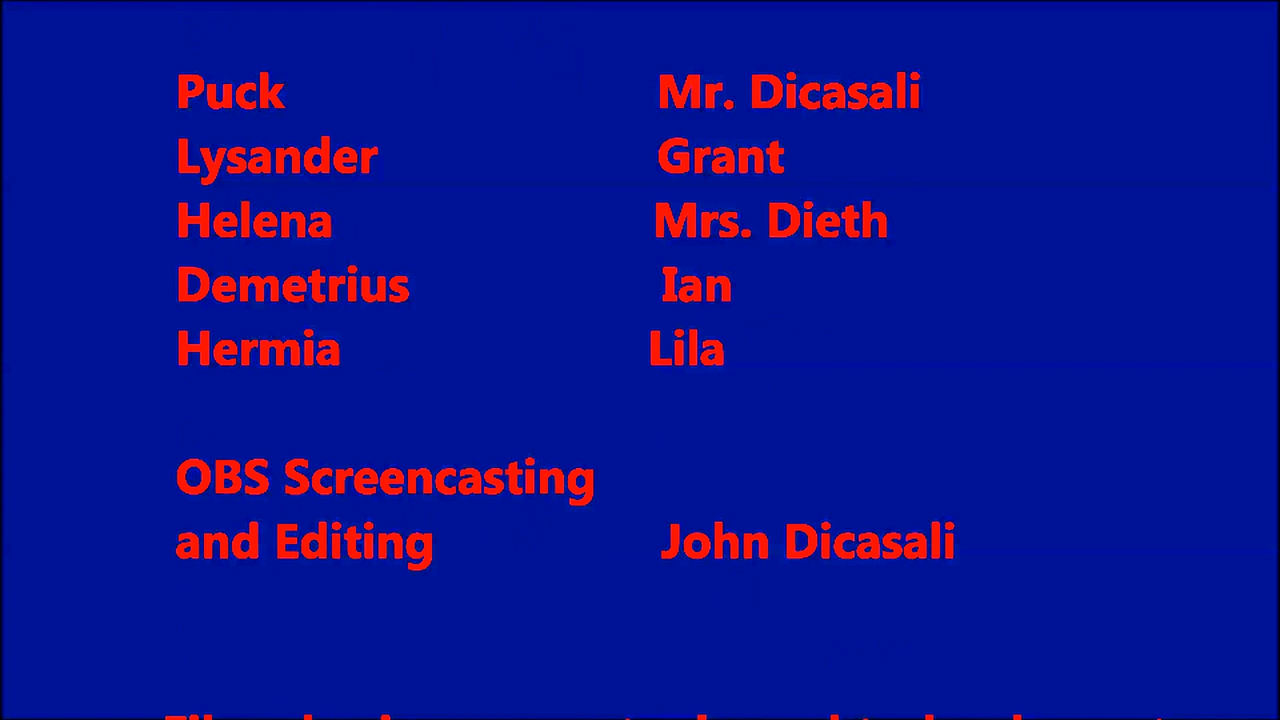 Puck Mr. Dicasali
Lysander Grant
Helena Mrs. Dieth
Demetrius Ian
Hermia Lila
OBS Screencasting
and Editing John Dicasali